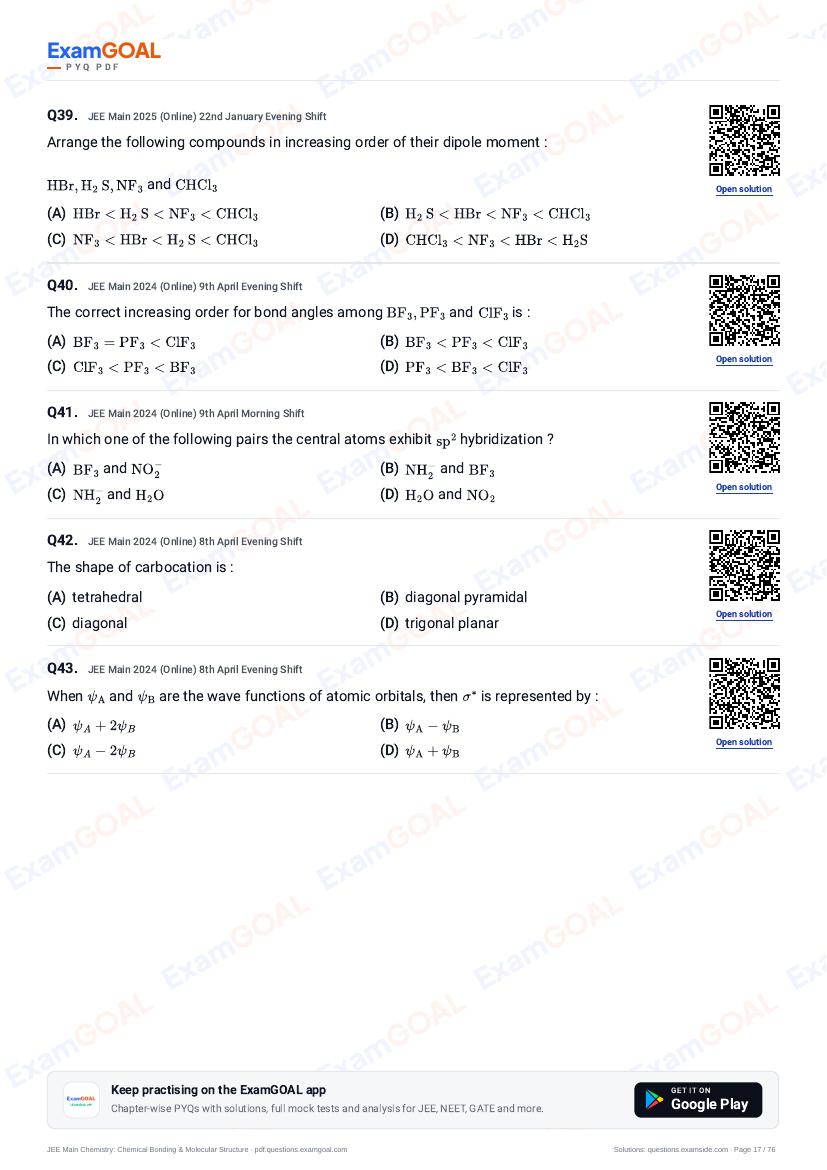 ExamGOAL
PYQ PDF
Q39. JEE Main 2025 (Online) 22nd January Evening Shift
Arrange the following compounds in increasing order of their dipole moment :
HBr, H₂ S, NF₃ and CHCl₃
(A) HBr < H₂ S < NF₃ < CHCl₃ (B) H₂ S < HBr < NF₃ < CHCl₃
(C) NF₃ < HBr < H₂ S < CHCl₃ (D) CHCl₃ < NF₃ < HBr < H₂S
Open solution
Q40. JEE Main 2024 (Online) 9th April Evening Shift
The correct increasing order for bond angles among BF₃, PF₃ and ClF₃ is :
(A) BF₃ = PF₃ < ClF₃ (B) BF₃ < PF₃ < ClF₃
(C) ClF₃ < PF₃ < BF₃ (D) PF₃ < BF₃ < ClF₃
Open solution
Q41. JEE Main 2024 (Online) 9th April Morning Shift
In which one of the following pairs the central atoms exhibit sp² hybridization ?
(A) BF₃ and NO₂⁻ (B) NH₂⁻ and BF₃
(C) NH₂⁻ and H₂O (D) H₂O and NO₂
Open solution
Q42. JEE Main 2024 (Online) 8th April Evening Shift
The shape of carbocation is :
(A) tetrahedral (B) diagonal pyramidal
(C) diagonal (D) trigonal planar
Open solution
Q43. JEE Main 2024 (Online) 8th April Evening Shift
When ψ_A and ψ_B are the wave functions of atomic orbitals, then σ* is represented by :
(A) ψ_A + 2ψ_B (B) ψ_A − ψ_B
(C) ψ_A − 2ψ_B (D) ψ_A + ψ_B
Open solution
ExamGOAL
Keep practising on the ExamGOAL app
Chapter-wise PYQs with solutions, full mock tests and analysis for JEE, NEET, GATE and more.
GET IT ON
Google Play
JEE Main Chemistry: Chemical Bonding & Molecular Structure · pdf.questions.examgoal.com Solutions: questions.examside.com · Page 17 / 76